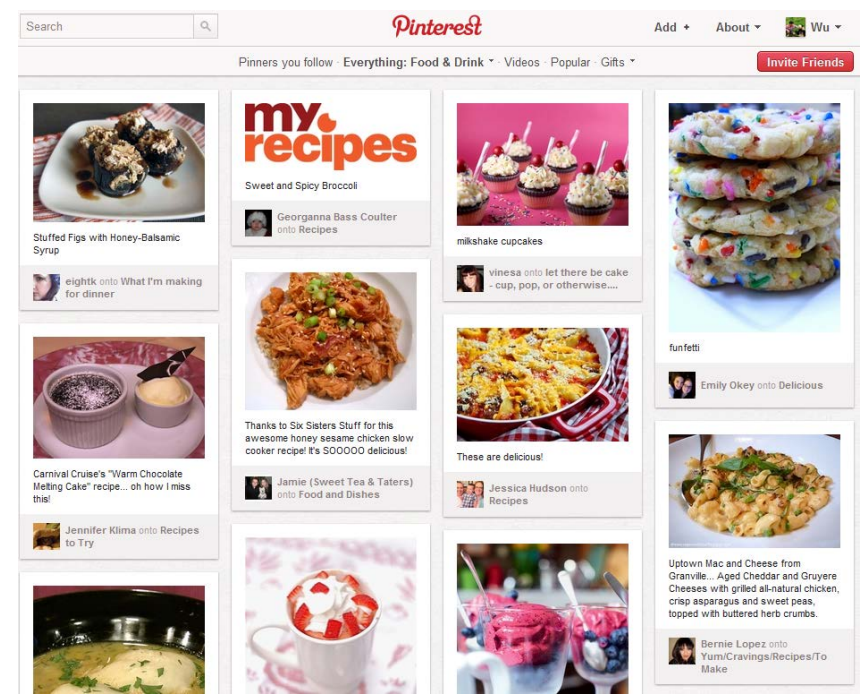 Search
Pinterest
Add +
About
Wu
Pinners you follow · Everything: Food & Drink · Videos · Popular · Gifts
Invite Friends
Stuffed Figs with Honey-Balsamic
Syrup
eightk onto What I'm making
for dinner
Carnival Cruise's "Warm Chocolate
Melting Cake" recipe... oh how I miss
this!
Jennifer Klima onto Recipes
to Try
my
recipes
Sweet and Spicy Broccoli
Georganna Bass Coulter
onto Recipes
Thanks to Six Sisters Stuff for this
awesome honey sesame chicken slow
cooker recipe! It's SOOOOO delicious!
Jamie (Sweet Tea & Taters)
onto Food and Dishes
milkshake cupcakes
vinesa onto let there be cake
- cup, pop, or otherwise....
These are delicious!
Jessica Hudson onto
Recipes
funfetti
Emily Okey onto Delicious
Uptown Mac and Cheese from
Granville... Aged Cheddar and Gruyere
Cheeses with grilled all-natural chicken,
crisp asparagus and sweet peas,
topped with buttered herb crumbs.
Bernie Lopez onto
Yum/Cravings/Recipes/To
Make